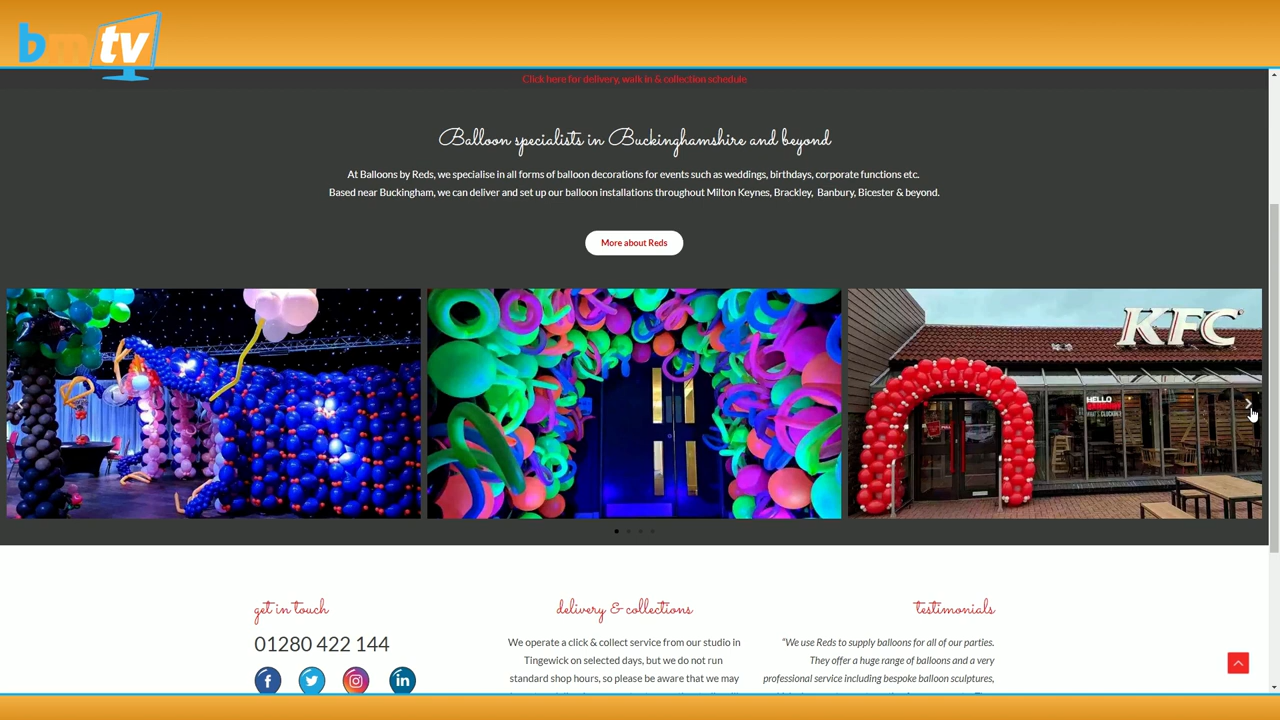 bmtv
Click here for delivery, walk in & collection schedule
Balloon specialists in Buckinghamshire and beyond
At Balloons by Reds, we specialise in all forms of balloon decorations for events such as weddings, birthdays, corporate functions etc.
Based near Buckingham, we can deliver and set up our balloon installations throughout Milton Keynes, Brackley, Banbury, Bicester & beyond.
More about Reds
KFC
HELLO
get in touch
01280 422 144
delivery & collections
We operate a click & collect service from our studio in
Tingewick on selected days, but we do not run
standard shop hours, so please be aware that we may
testimonials
"We use Reds to supply balloons for all of our parties.
They offer a huge range of balloons and a very
professional service including bespoke balloon sculptures,